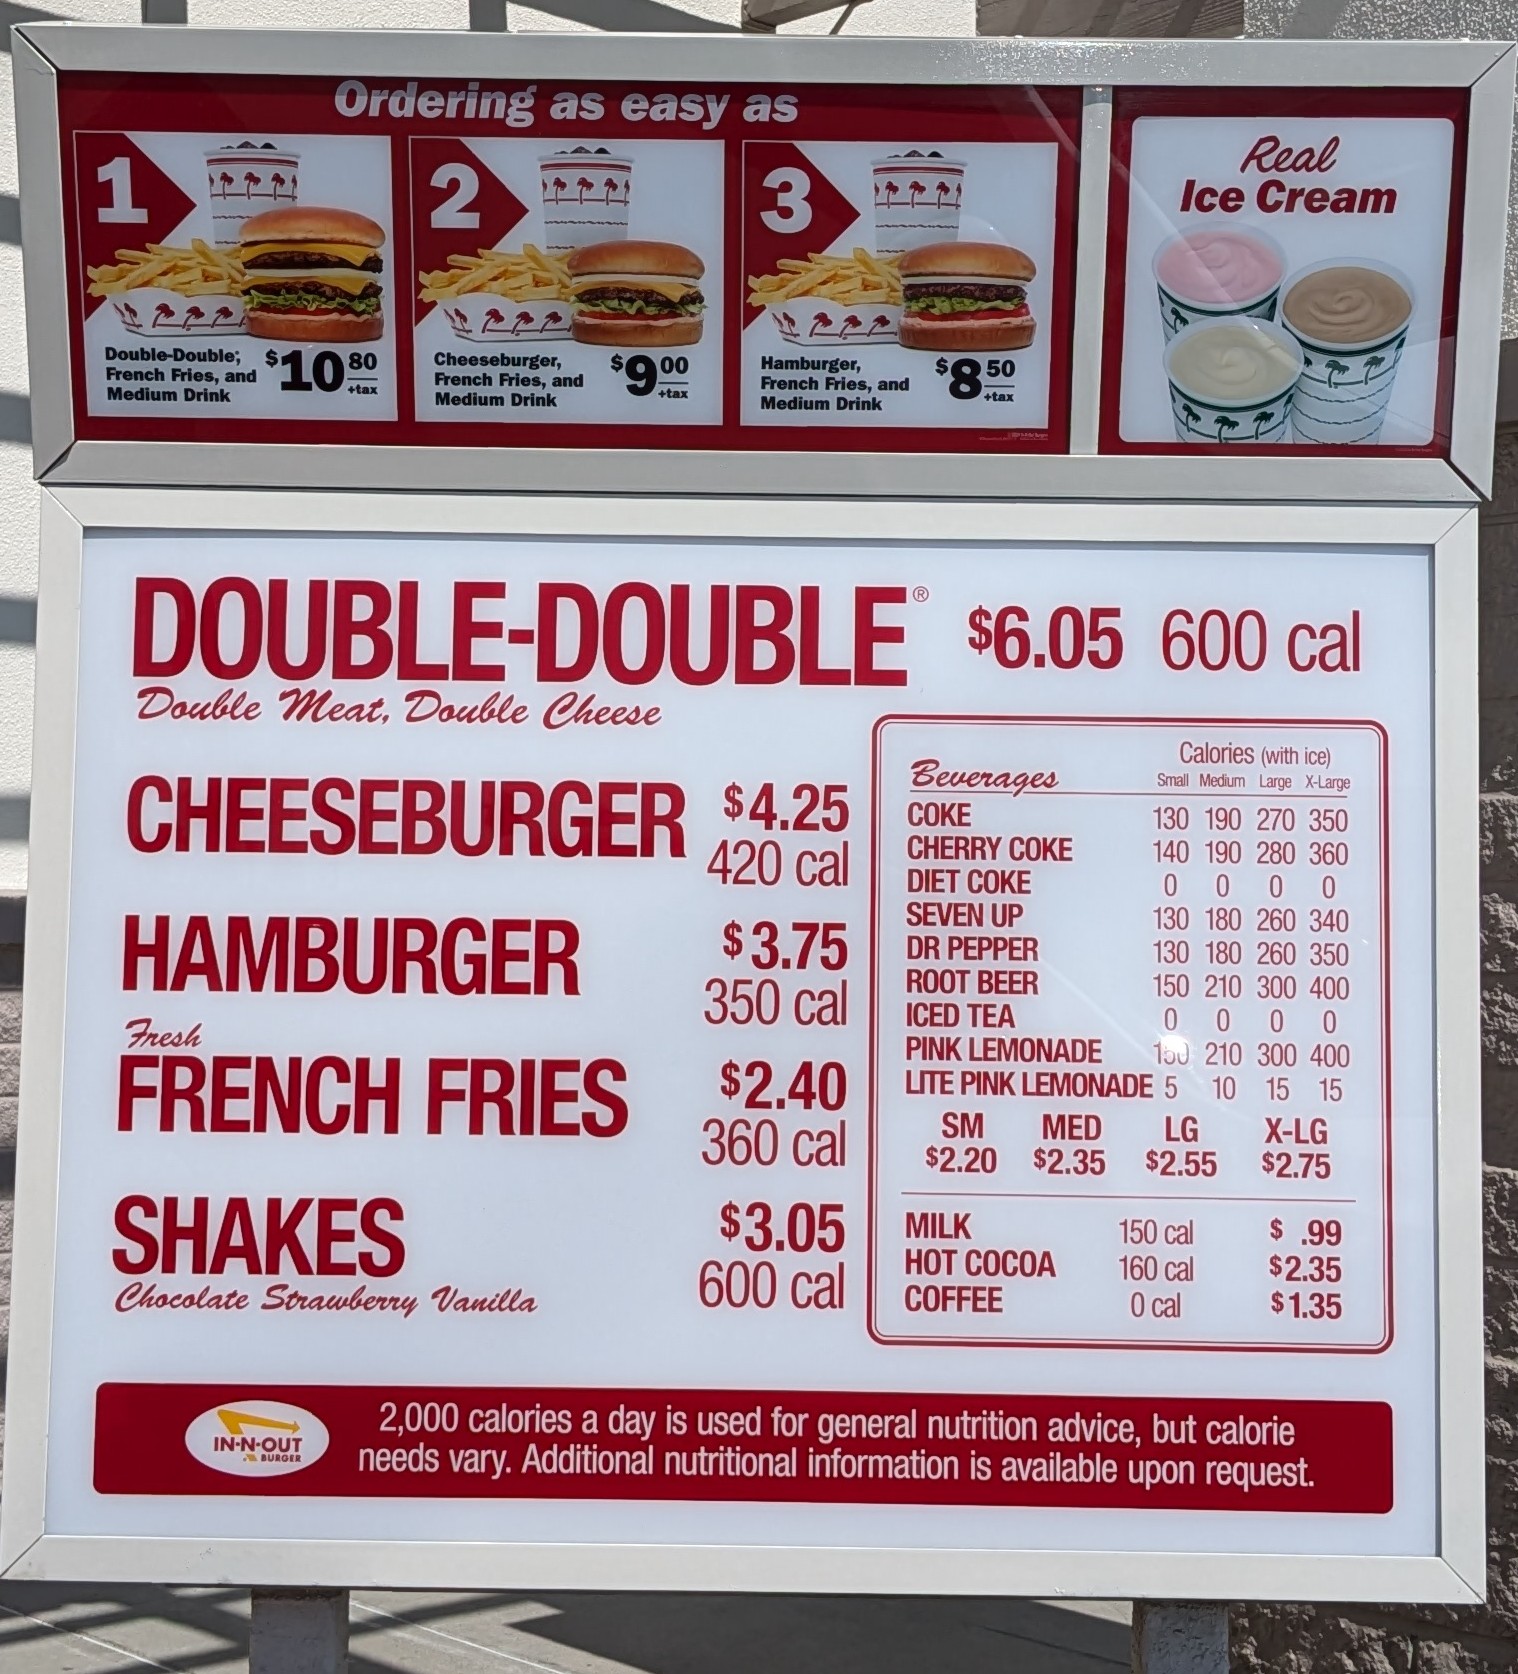 Ordering as easy as
1
Double-Double®,
French Fries, and
Medium Drink
$10 80
+tax
2
Cheeseburger,
French Fries, and
Medium Drink
$9 00
+tax
3
Hamburger,
French Fries, and
Medium Drink
$8 50
+tax
Real
Ice Cream
DOUBLE-DOUBLE® $6.05 600 cal
Double Meat, Double Cheese
CHEESEBURGER $4.25
420 cal
HAMBURGER $3.75
350 cal
Fresh
FRENCH FRIES $2.40
360 cal
SHAKES $3.05
Chocolate Strawberry Vanilla 600 cal
Calories (with ice)
Beverages Small Medium Large X-Large
COKE 130 190 270 350
CHERRY COKE 140 190 280 360
DIET COKE 0 0 0 0
SEVEN UP 130 180 260 340
DR PEPPER 130 180 260 350
ROOT BEER 150 210 300 400
ICED TEA 0 0 0 0
PINK LEMONADE 150 210 300 400
LITE PINK LEMONADE 5 10 15 15
SM MED LG X-LG
$2.20 $2.35 $2.55 $2.75
MILK 150 cal $ .99
HOT COCOA 160 cal $2.35
COFFEE 0 cal $1.35
IN-N-OUT
BURGER
2,000 calories a day is used for general nutrition advice, but calorie
needs vary. Additional nutritional information is available upon request.